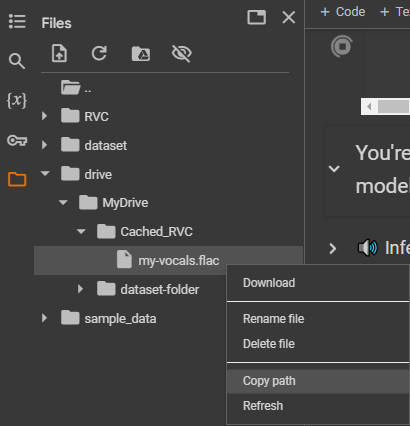 Files
+ Code + Te
{x}
..
RVC
dataset
drive
MyDrive
Cached_RVC
my-vocals.flac
dataset-folder
sample_data
You're
model
Infe
Download
Rename file
Delete file
Copy path
Refresh